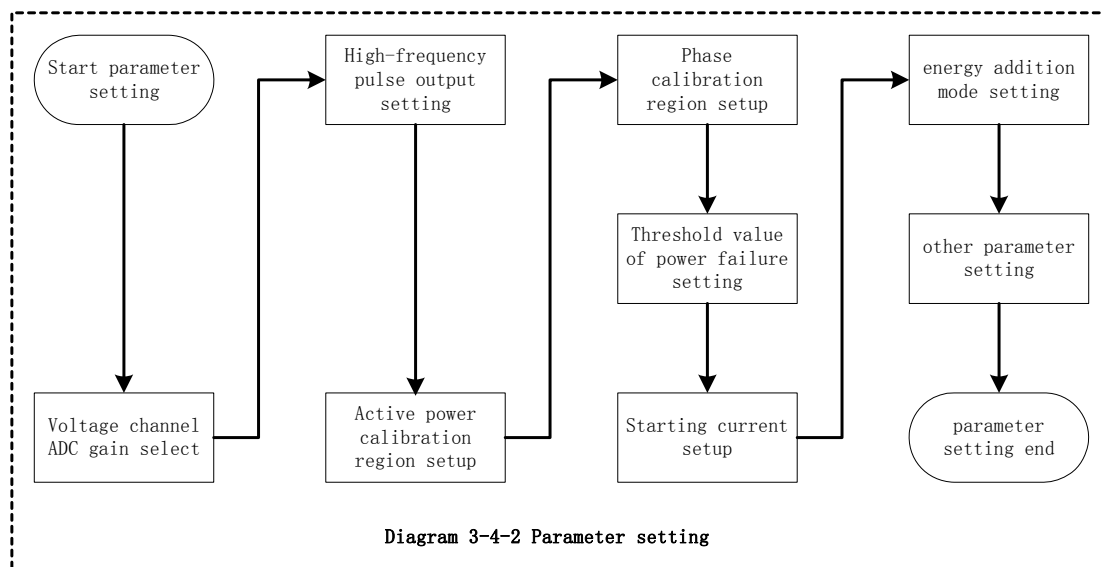 Start parameter
setting
Voltage channel
ADC gain select
High-frequency
pulse output
setting
Active power
calibration
region setup
Phase
calibration
region setup
Threshold value
of power failure
setting
Starting current
setup
energy addition
mode setting
other parameter
setting
parameter
setting end
Diagram 3-4-2 Parameter setting